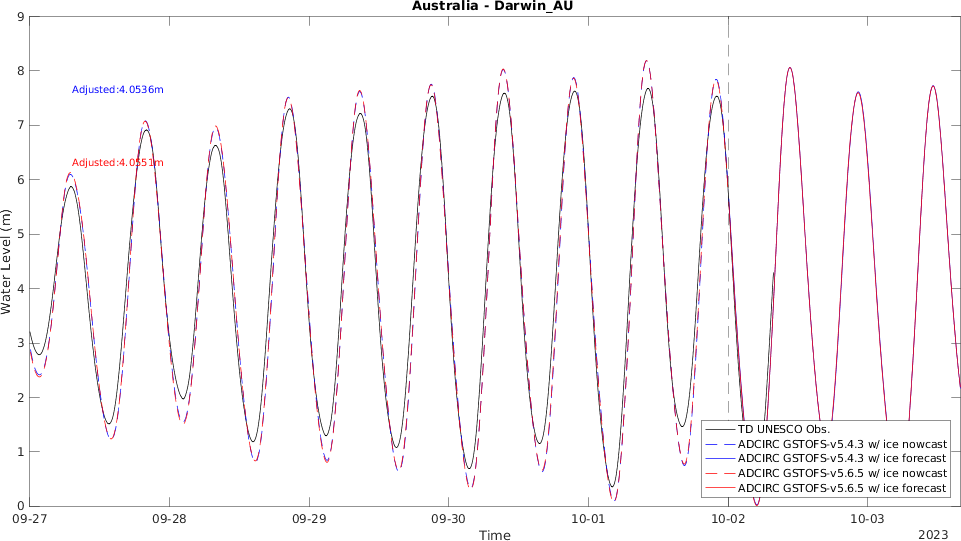 Australia - Darwin_AU
9
8
7
6
5
4
3
2
1
0
Water Level (m)
Adjusted:4.0536m
Adjusted:4.0551m
TD UNESCO Obs.
ADCIRC GSTOFS-v5.4.3 w/ ice nowcast
ADCIRC GSTOFS-v5.4.3 w/ ice forecast
ADCIRC GSTOFS-v5.6.5 w/ ice nowcast
ADCIRC GSTOFS-v5.6.5 w/ ice forecast
09-27 09-28 09-29 09-30 10-01 10-02 10-03
Time
2023